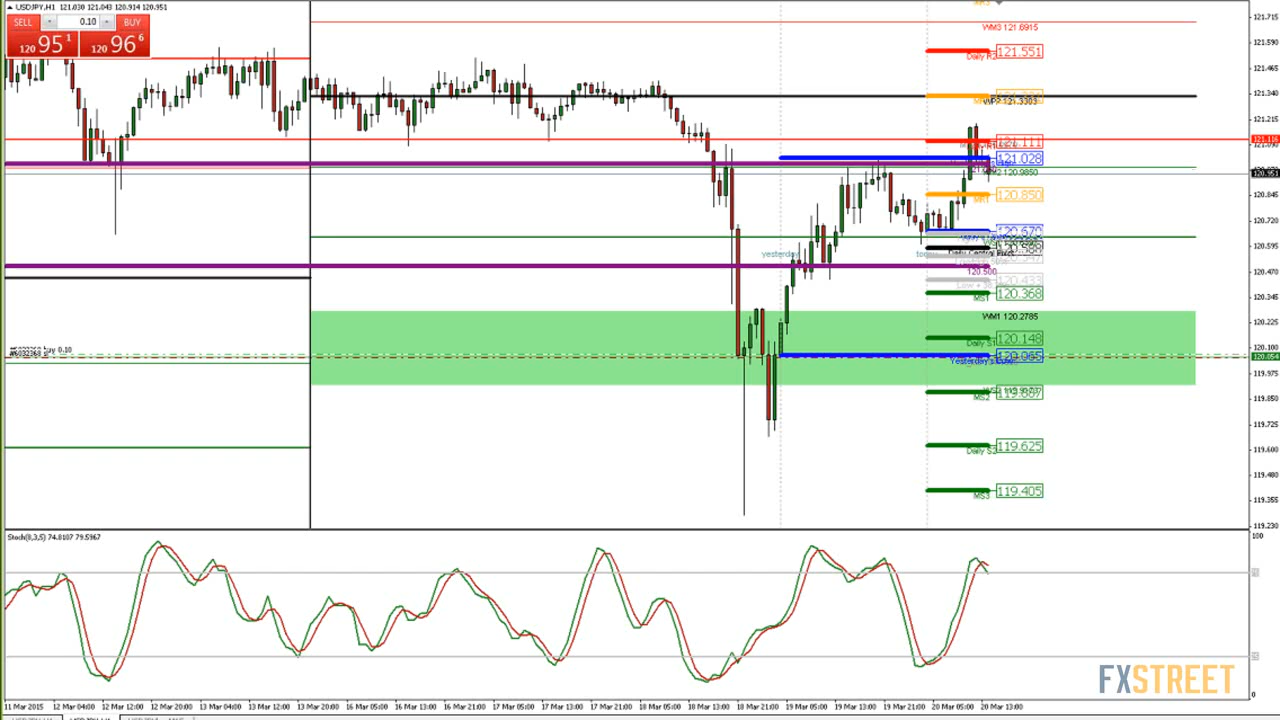 USDJPY,H1 121.030 121.043 120.914 120.951
SELL
0.10
BUY
120 95 1
120 96 6
WM3 121.6915
121.551
WP2 121.3303
121.111
121.028
120.9850
120.850
MR1
120.670
yesterday
Daily Central Pivot
120.500
120.433
120.368
MS1
WM1 120.2785
120.148
Daily S1
120.065
Yesterday's Low
MS2
119.625
Daily S2
119.405
MS3
121.715
121.590
121.465
121.340
121.215
121.116
121.090
120.951
120.845
120.720
120.595
120.470
120.345
120.225
120.100
120.054
119.975
119.850
119.725
119.600
119.480
119.355
119.230
Stoch(8,3,5) 74.8107 79.5967
100
0
FXSTREET
11 Mar 2015
12 Mar 04:00
12 Mar 12:00
12 Mar 20:00
13 Mar 04:00
13 Mar 12:00
13 Mar 20:00
16 Mar 05:00
16 Mar 13:00
16 Mar 21:00
17 Mar 05:00
17 Mar 13:00
17 Mar 21:00
18 Mar 05:00
18 Mar 13:00
18 Mar 21:00
19 Mar 05:00
19 Mar 13:00
19 Mar 21:00
20 Mar 05:00
20 Mar 13:00